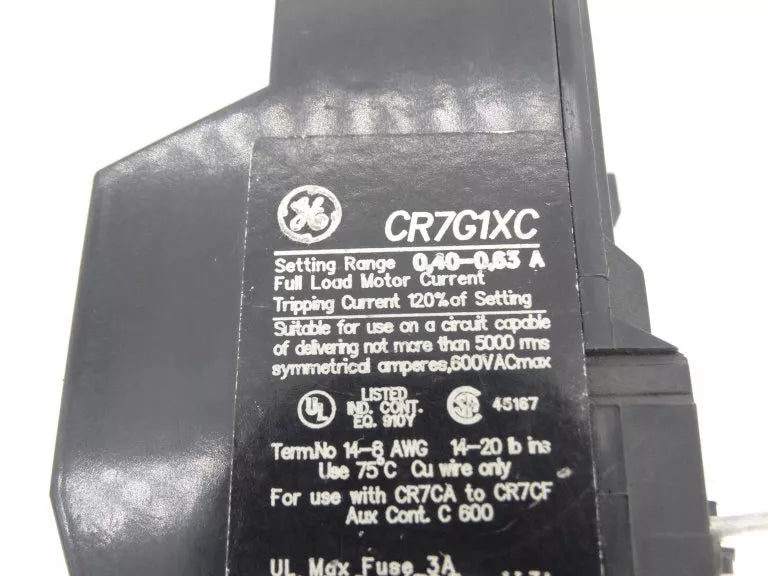 GE
CR7G1XC
Setting Range 0,40-0,63 A
Full Load Motor Current
Tripping Current 120% of Setting
Suitable for use on a circuit capable
of delivering not more than 5000 rms
symmetrical amperes,600VACmax
UL LISTED
IND. CONT.
EQ. 910Y
SA 45167
Term.No 14-8 AWG 14-20 lb ins
Use 75°C Cu wire only
For use with CR7CA to CR7CF
Aux Cont. C 600
UL Max Fuse 3A